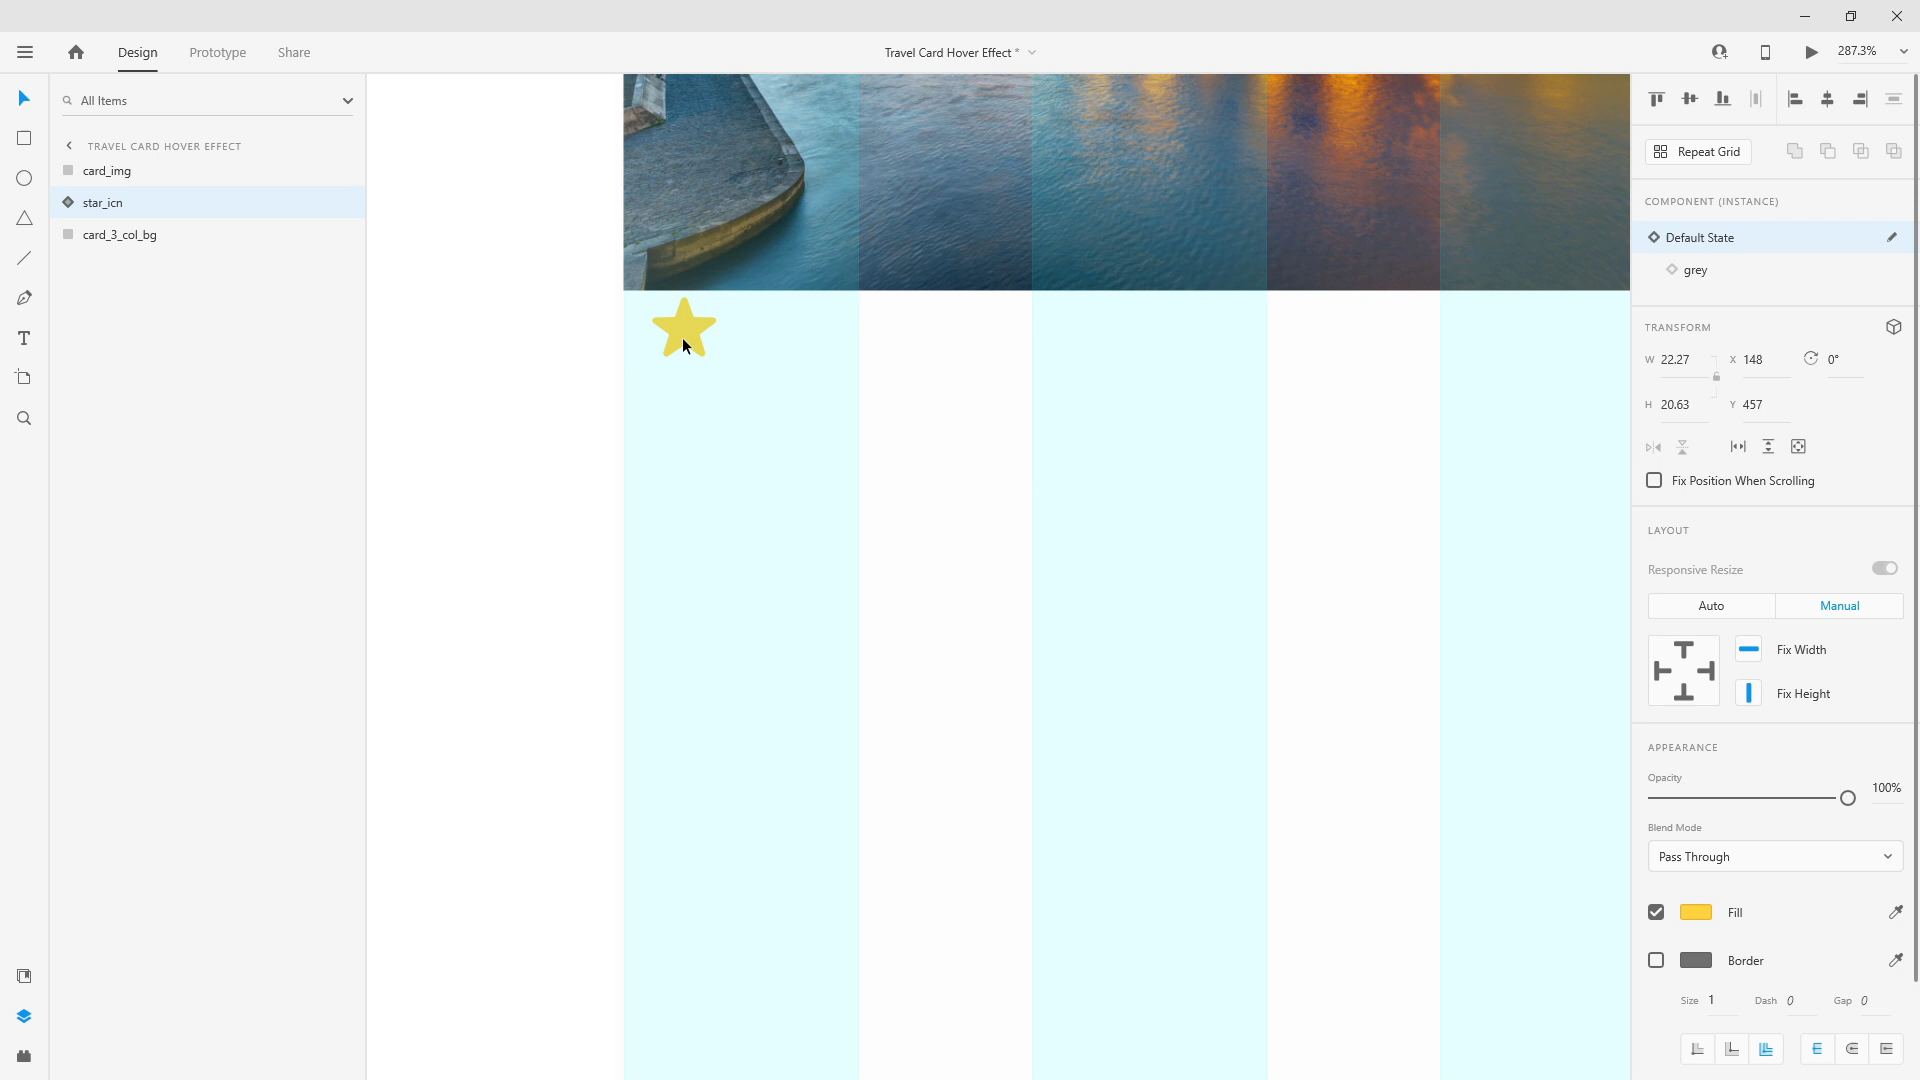 Design
Prototype
Share
Travel Card Hover Effect *
287.3%
All Items
TRAVEL CARD HOVER EFFECT
card_img
star_icn
card_3_col_bg
Repeat Grid
COMPONENT (INSTANCE)
Default State
grey
TRANSFORM
W 22.27
X 148
0°
H 20.63
Y 457
Fix Position When Scrolling
LAYOUT
Responsive Resize
Auto
Manual
Fix Width
Fix Height
APPEARANCE
Opacity
100%
Blend Mode
Pass Through
Fill
Border
Size 1
Dash 0
Gap 0